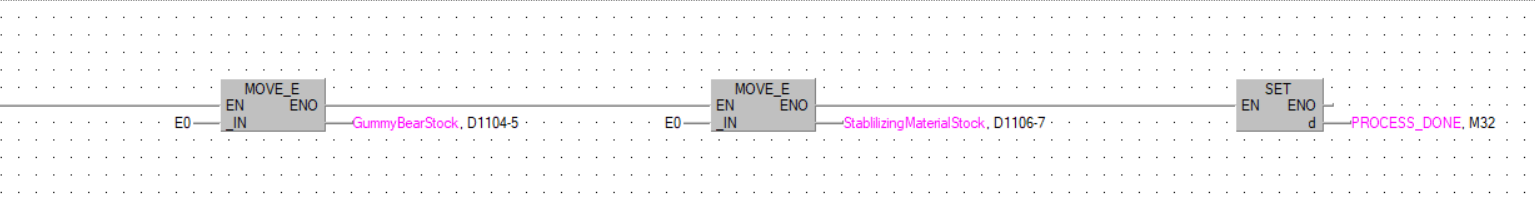 MOVE_E
EN ENO
E0 _IN GummyBearStock, D1104-5
MOVE_E
EN ENO
E0 _IN StablilizingMaterialStock, D1106-7
SET
EN ENO
d PROCESS_DONE, M32